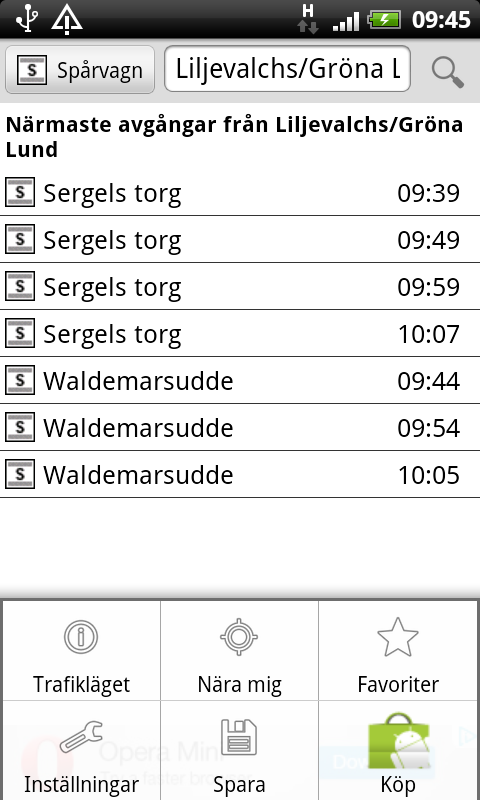 H
09:45
S Spårvagn
Liljevalchs/Gröna L
Närmaste avgångar från Liljevalchs/Gröna
Lund
S Sergels torg 09:39
S Sergels torg 09:49
S Sergels torg 09:59
S Sergels torg 10:07
S Waldemarsudde 09:44
S Waldemarsudde 09:54
S Waldemarsudde 10:05
Trafikläget
Nära mig
Favoriter
Opera Mini
Inställningar
Spara
Köp